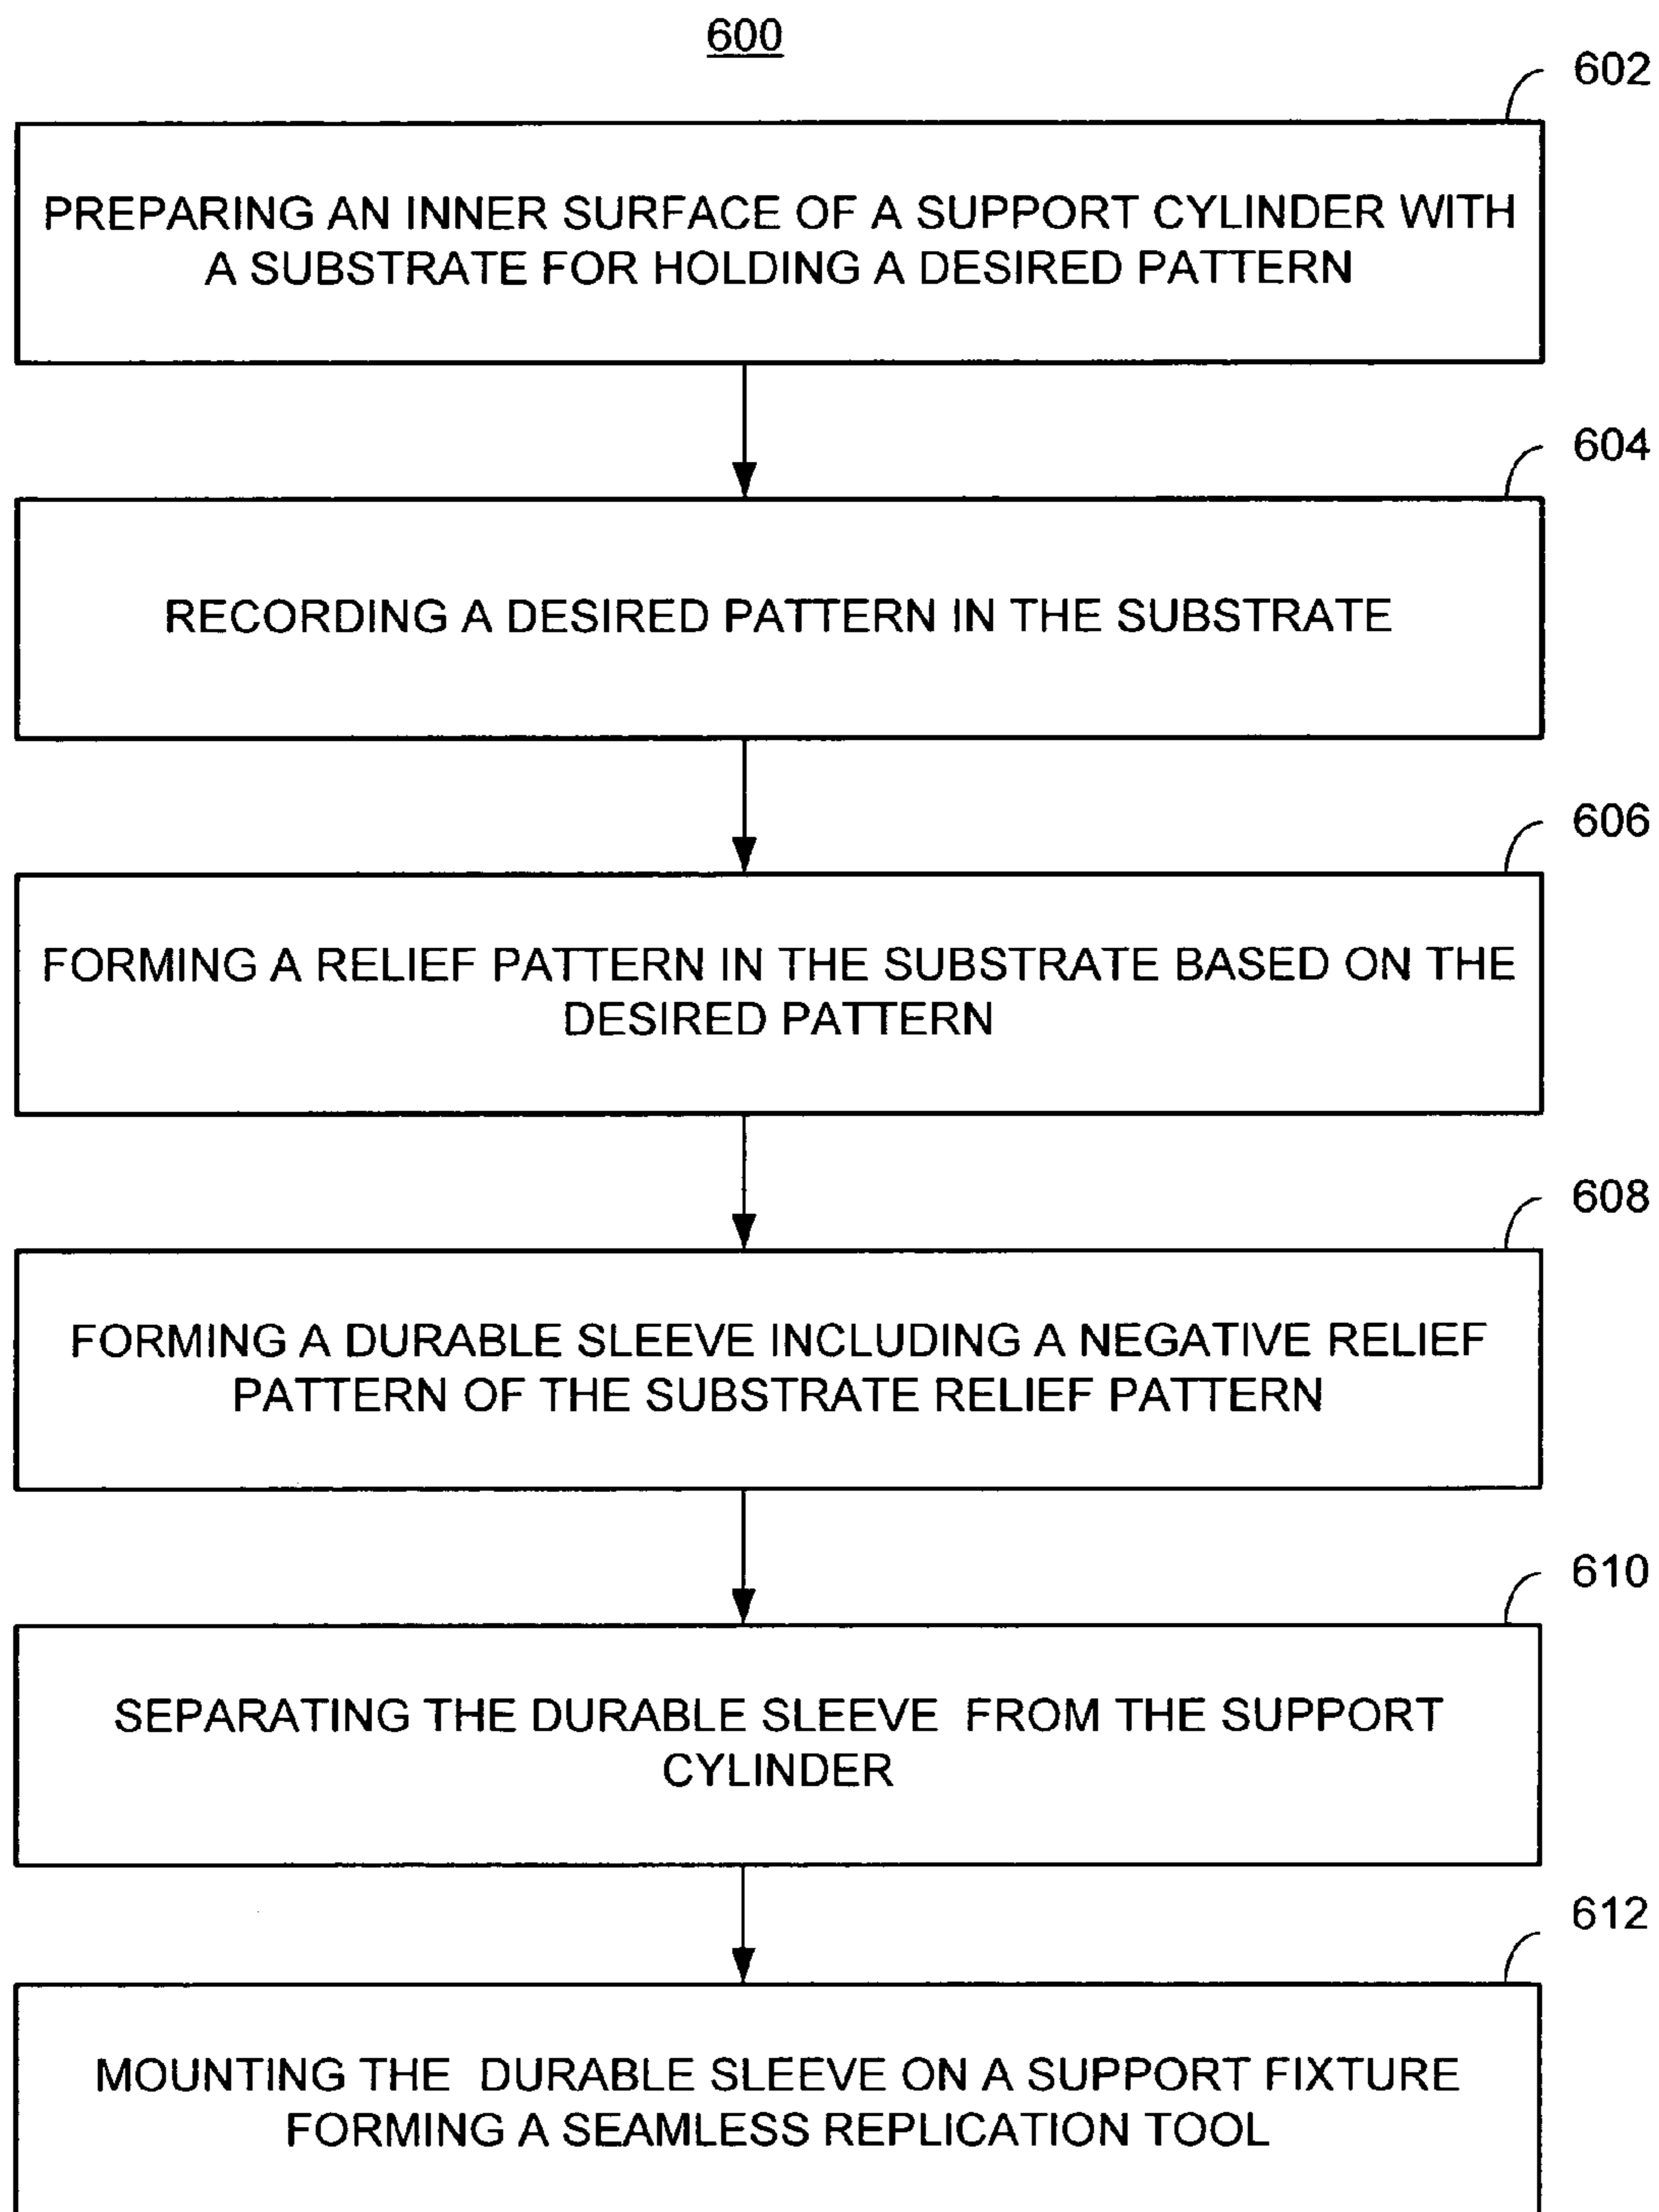 600
602
PREPARING AN INNER SURFACE OF A SUPPORT CYLINDER WITH
A SUBSTRATE FOR HOLDING A DESIRED PATTERN
604
RECORDING A DESIRED PATTERN IN THE SUBSTRATE
606
FORMING A RELIEF PATTERN IN THE SUBSTRATE BASED ON THE
DESIRED PATTERN
608
FORMING A DURABLE SLEEVE INCLUDING A NEGATIVE RELIEF
PATTERN OF THE SUBSTRATE RELIEF PATTERN
610
SEPARATING THE DURABLE SLEEVE FROM THE SUPPORT
CYLINDER
612
MOUNTING THE DURABLE SLEEVE ON A SUPPORT FIXTURE
FORMING A SEAMLESS REPLICATION TOOL